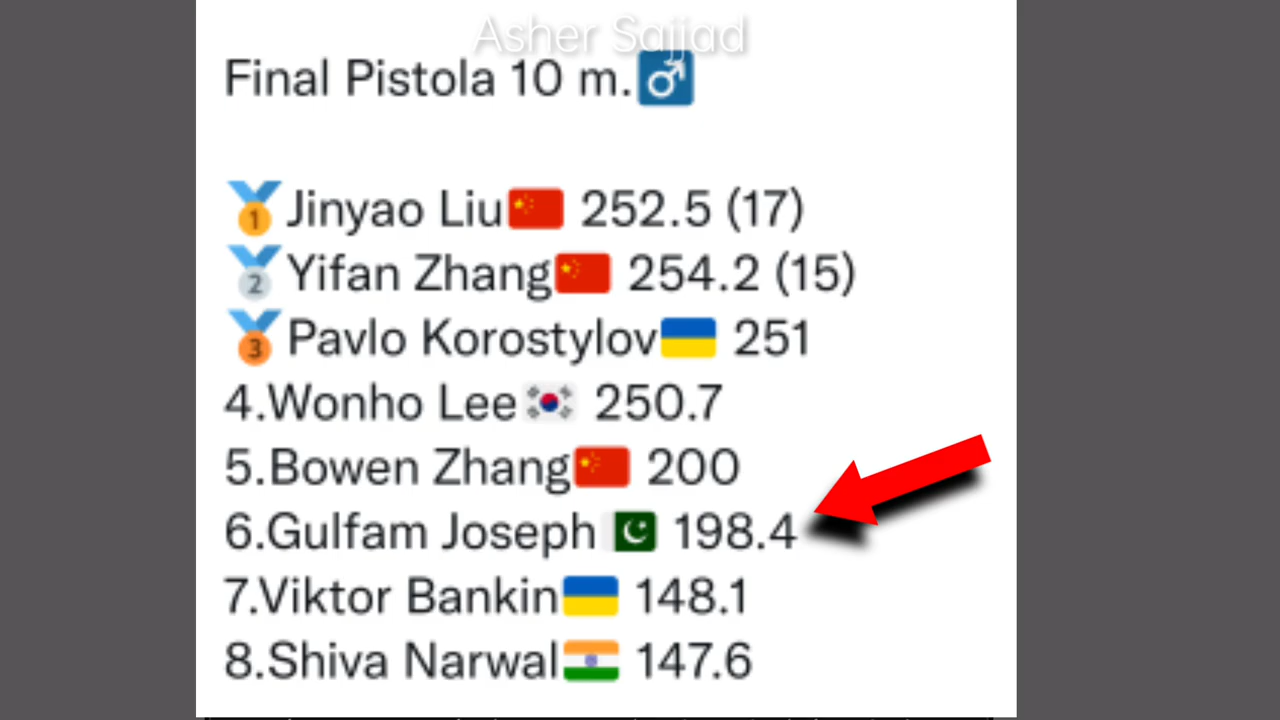 Asher Sajjad
Final Pistola 10 m.♂️
🥇Jinyao Liu🇨🇳 252.5 (17)
🥈Yifan Zhang🇨🇳 254.2 (15)
🥉Pavlo Korostylov🇺🇦 251
4.Wonho Lee🇰🇷 250.7
5.Bowen Zhang🇨🇳 200
6.Gulfam Joseph🇵🇰 198.4
7.Viktor Bankin🇺🇦 148.1
8.Shiva Narwal🇮🇳 147.6